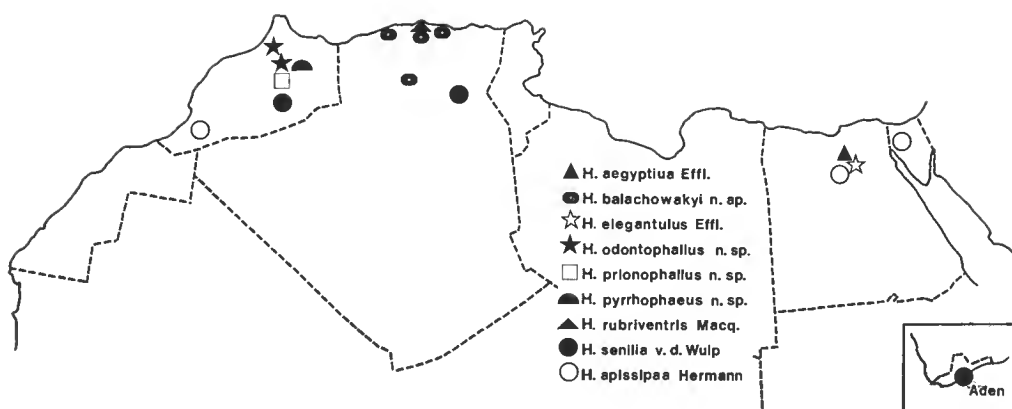 H. aegyptiua Effl.
H. balachowakyi n. ap.
H. elegantulus Effl.
H. odontophallus n. sp.
H. prionophallus n. sp.
H. pyrrhophaeus n. sp.
H. rubriventris Macq.
H. senilia v. d. Wulp
H. apissipaa Hermann
Aden